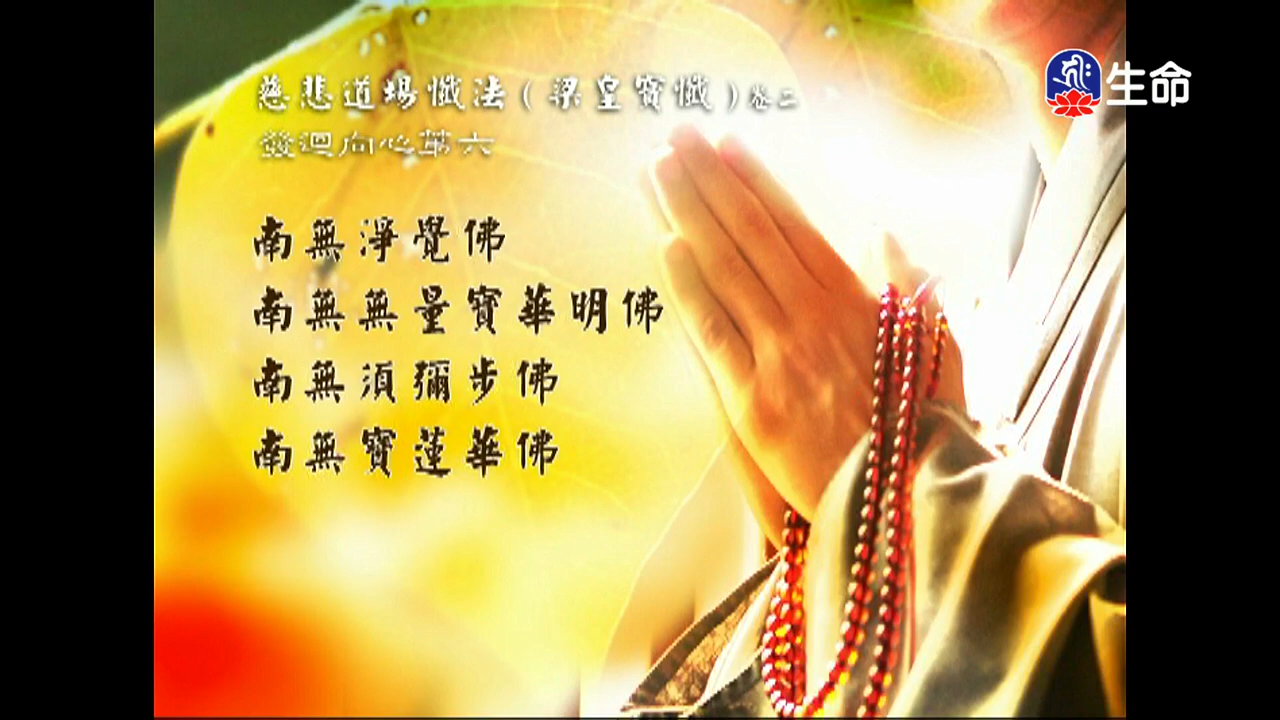 慈悲道場懺法(梁皇寶懺)卷二
發迴向心第六
南無淨覺佛
南無無量寶華明佛
南無須彌步佛
南無寶蓮華佛
生命